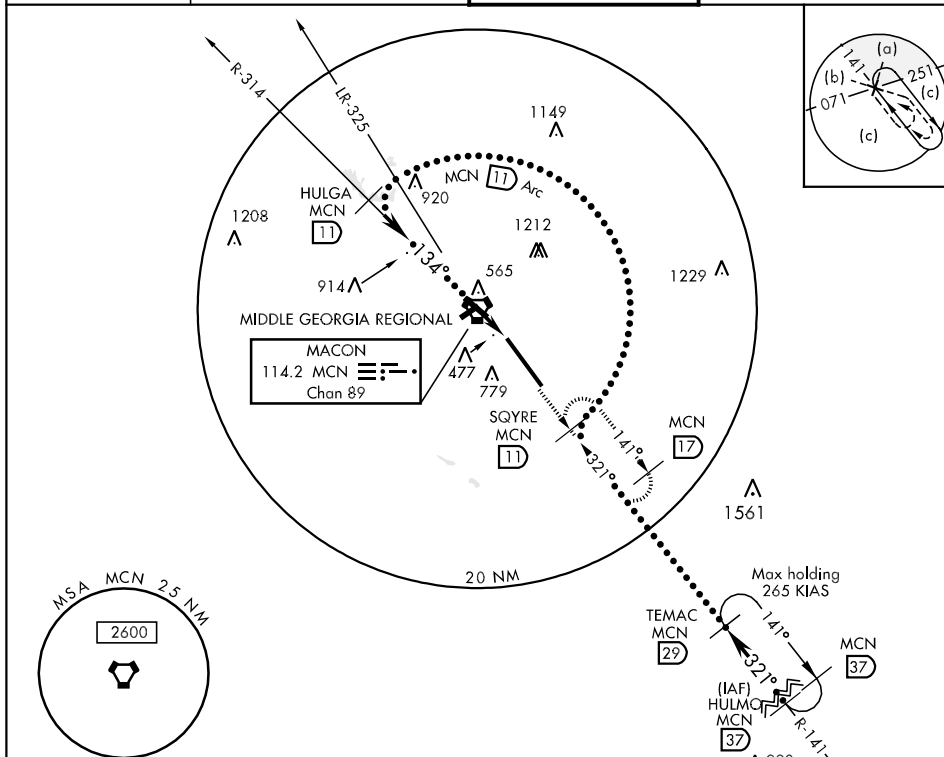 R-314
LR-325
1149
MCN 11 Arc
920
HULGA
MCN
11
1208
1212
134°
565
914
1229
MIDDLE GEORGIA REGIONAL
MACON
114.2 MCN
Chan 89
477
779
SQYRE
MCN
11
141°
321°
MCN
17
1561
20 NM
Max holding
265 KIAS
TEMAC
MCN
29
141°
321°
MCN
37
(IAF)
HULMO
MCN
37
R-141
MSA MCN 25 NM
2600
141
(a)
(b)
251
(c)
071
(c)